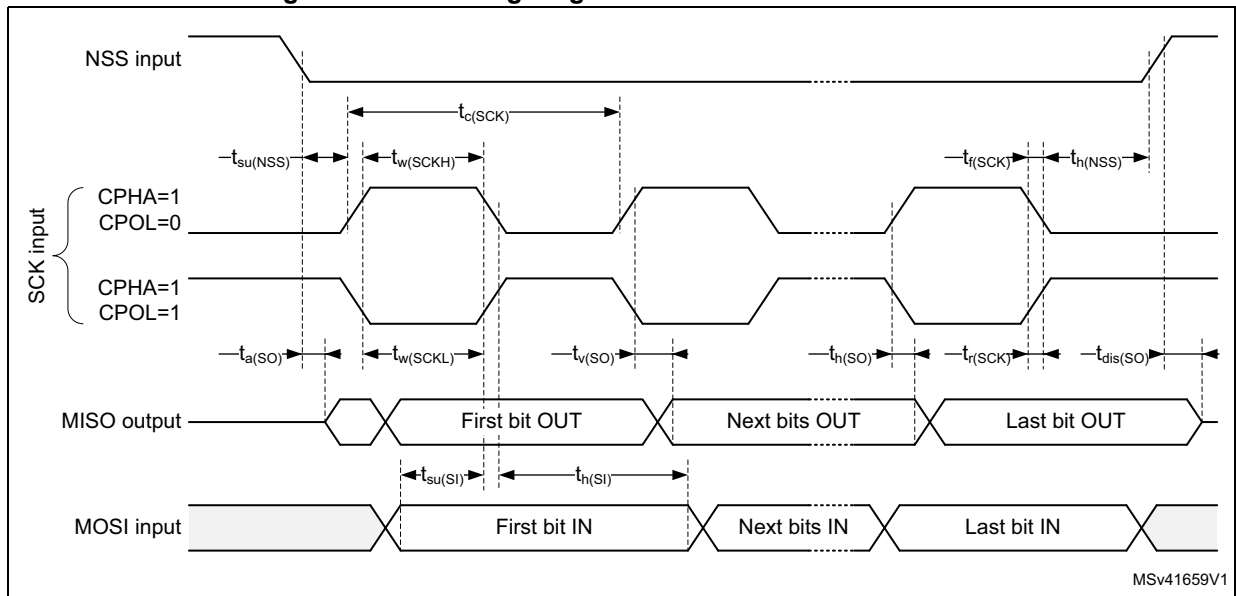 NSS input
tc(SCK)
tsu(NSS)
tw(SCKH)
tf(SCK)
th(NSS)
SCK input
CPHA=1
CPOL=0
CPHA=1
CPOL=1
ta(SO)
tw(SCKL)
tv(SO)
th(SO)
tr(SCK)
tdis(SO)
MISO output
First bit OUT
Next bits OUT
Last bit OUT
tsu(SI)
th(SI)
MOSI input
First bit IN
Next bits IN
Last bit IN
MSv41659V1